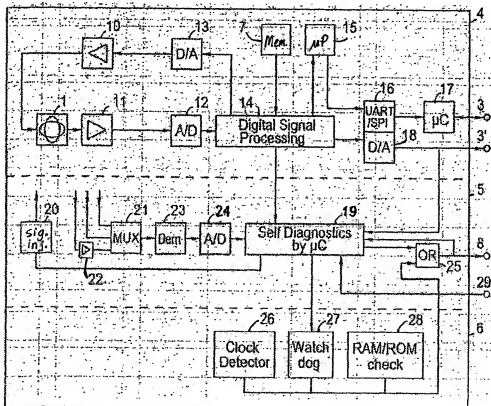 10
13
7
15
4
D/A
Mem.
μP
16
17
1
11
12
14
UART
/SPI
μC
3
A/D
Digital Signal
Processing
18
D/A
3'
5
20
21
23
24
19
sig.
inj.
MUX
Dem
A/D
Self Diagnostics
by μC
8
OR
25
22
29
26
27
28
6
Clock
Detector
Watch
dog
RAM/ROM
check